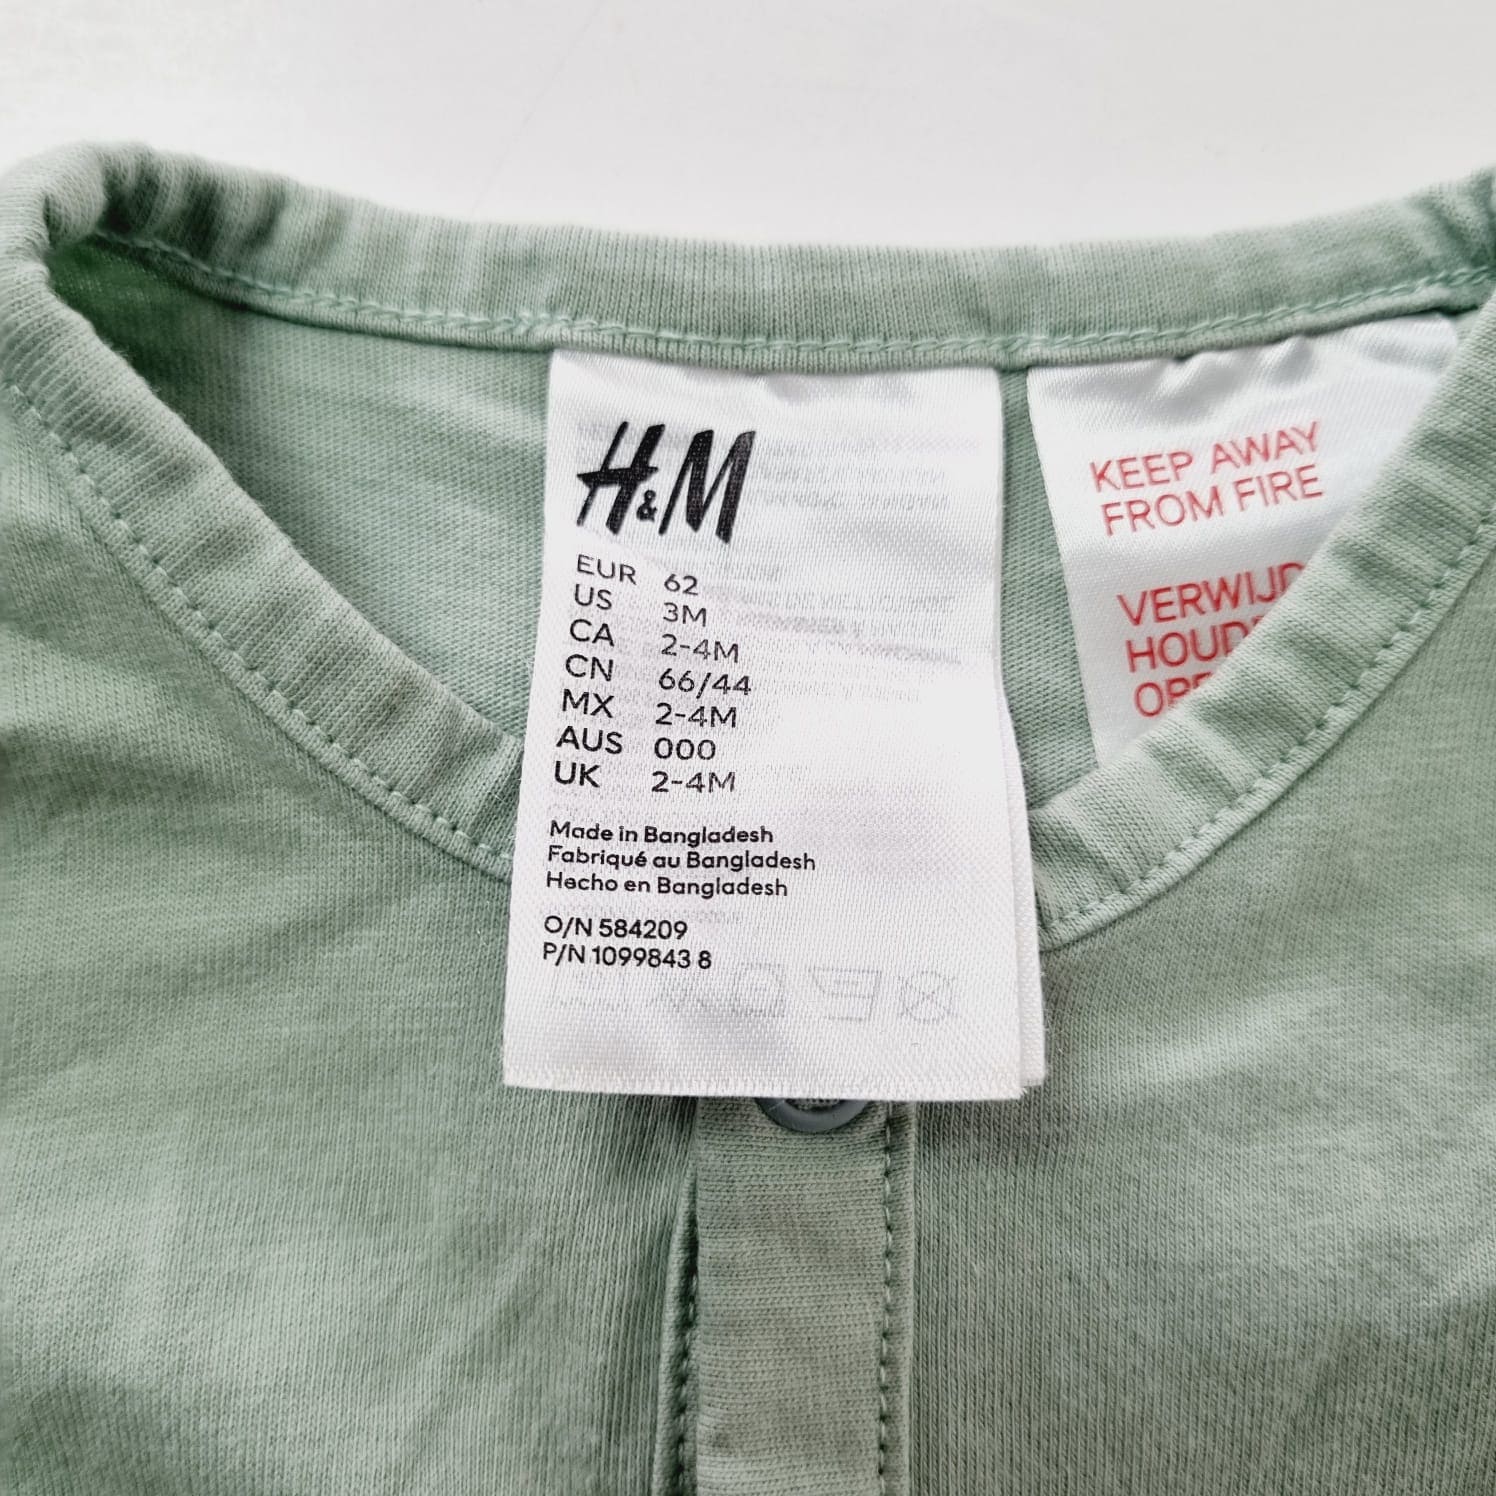 H&M
EUR 62
US 3M
CA 2-4M
CN 66/44
MX 2-4M
AUS 000
UK 2-4M
Made in Bangladesh
Fabriqué au Bangladesh
Hecho en Bangladesh
O/N 584209
P/N 1099843 8
KEEP AWAY
FROM FIRE